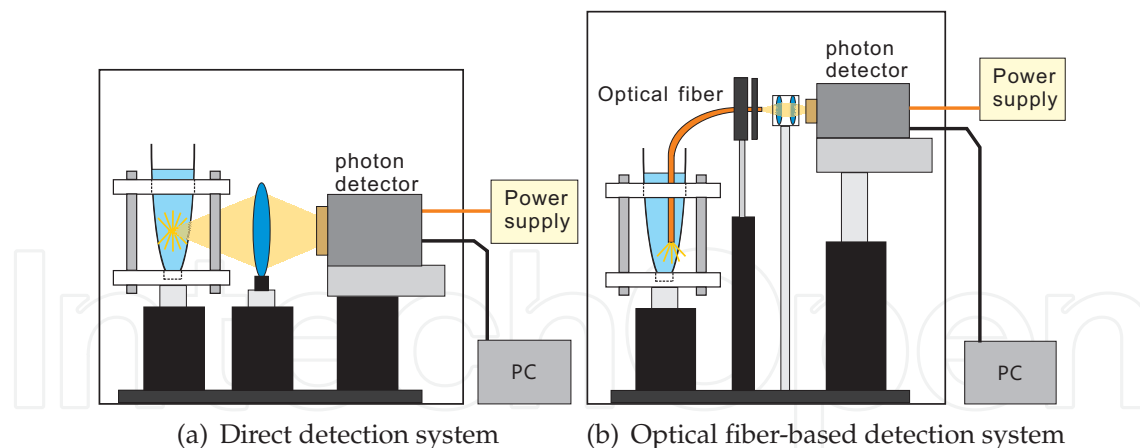 photon
detector
Power
supply
PC
(a) Direct detection system
Optical fiber
photon
detector
Power
supply
PC
(b) Optical fiber-based detection system
IntechOpen